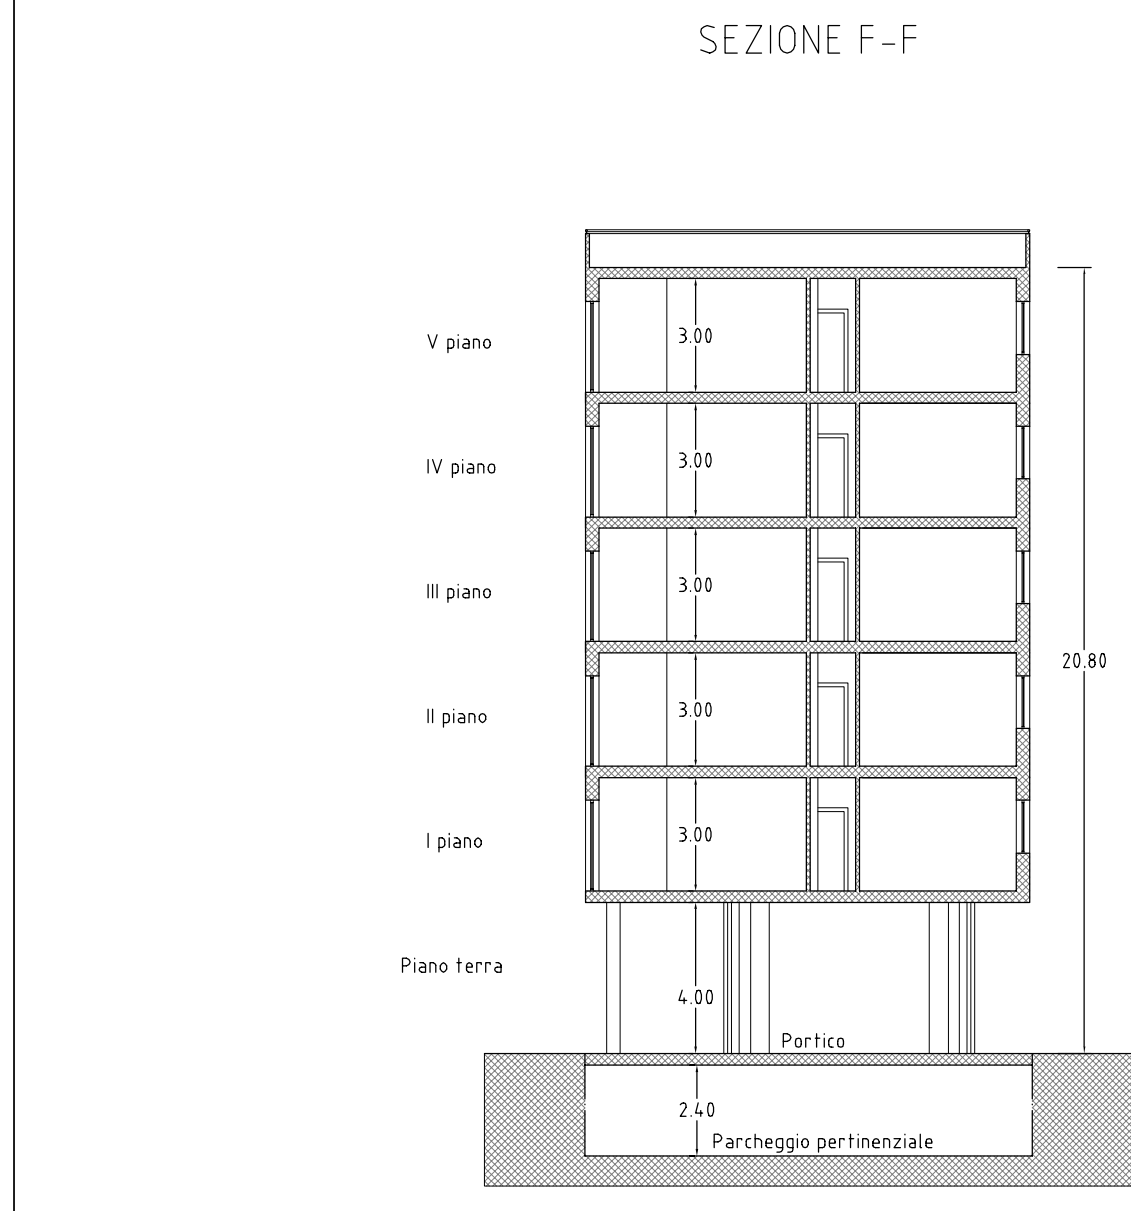 SEZIONE F-F
V piano
3.00
IV piano
3.00
III piano
3.00
20.80
II piano
3.00
I piano
3.00
Piano terra
4.00
Portico
2.40
Parcheggio pertinenziale